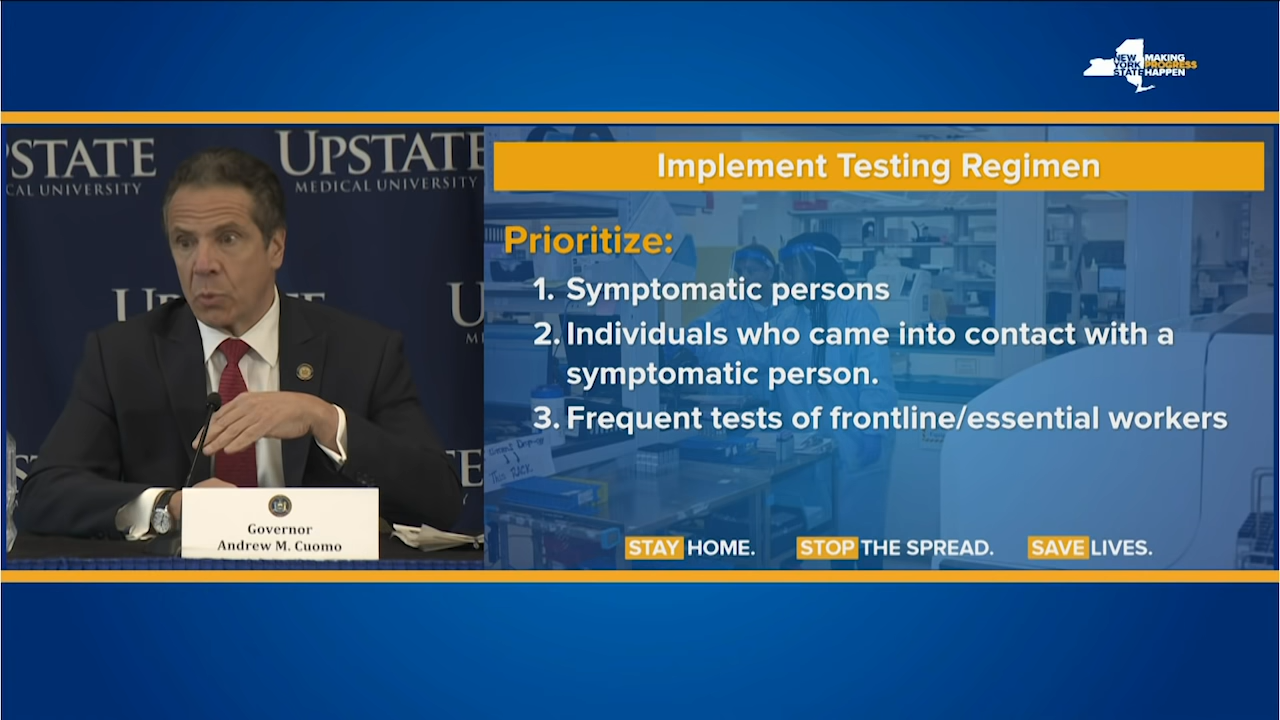 NEW YORK STATE
MAKING PROGRESS HAPPEN
STATE
UPSTATE
CAL UNIVERSITY
MEDICAL UNIVERSITY
Implement Testing Regimen
Prioritize:
1. Symptomatic persons
2. Individuals who came into contact with a
symptomatic person.
3. Frequent tests of frontline/essential workers
Governor
Andrew M. Cuomo
STAY HOME. STOP THE SPREAD. SAVE LIVES.